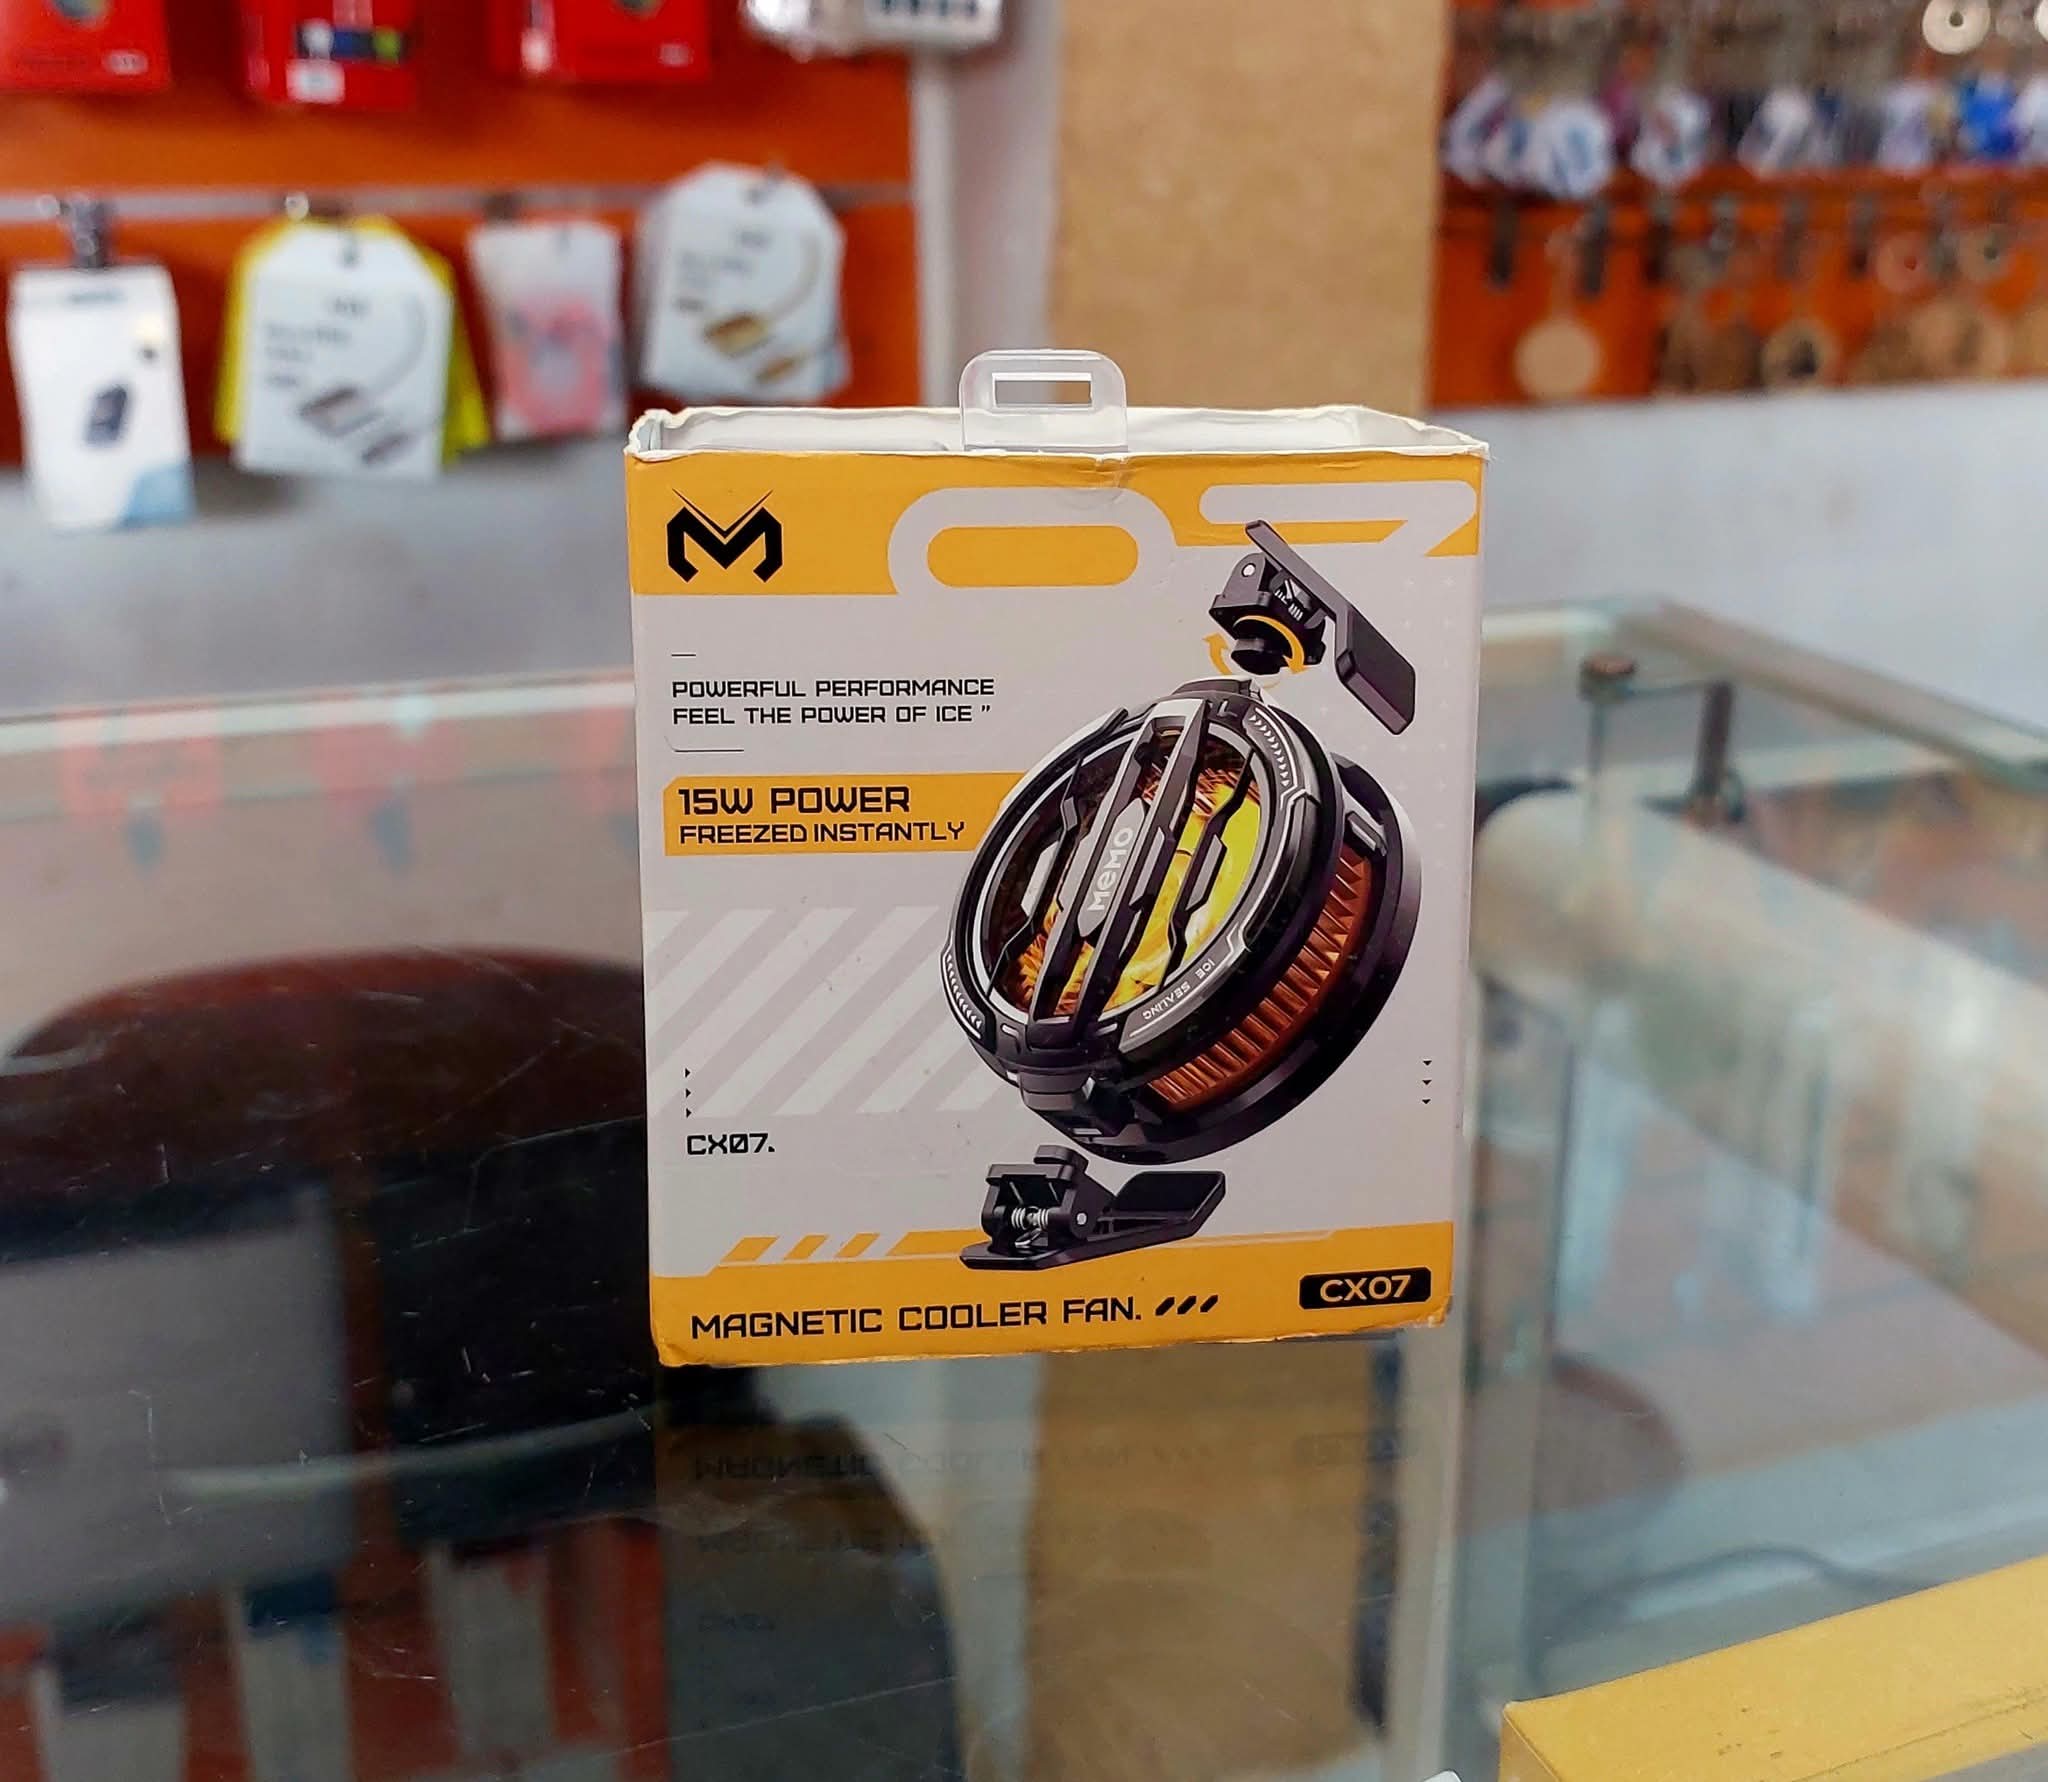 07
POWERFUL PERFORMANCE
FEEL THE POWER OF ICE ”
15W POWER
FREEZED INSTANTLY
MeMO
ICE SEALING
CX07.
MAGNETIC COOLER FAN.
CX07